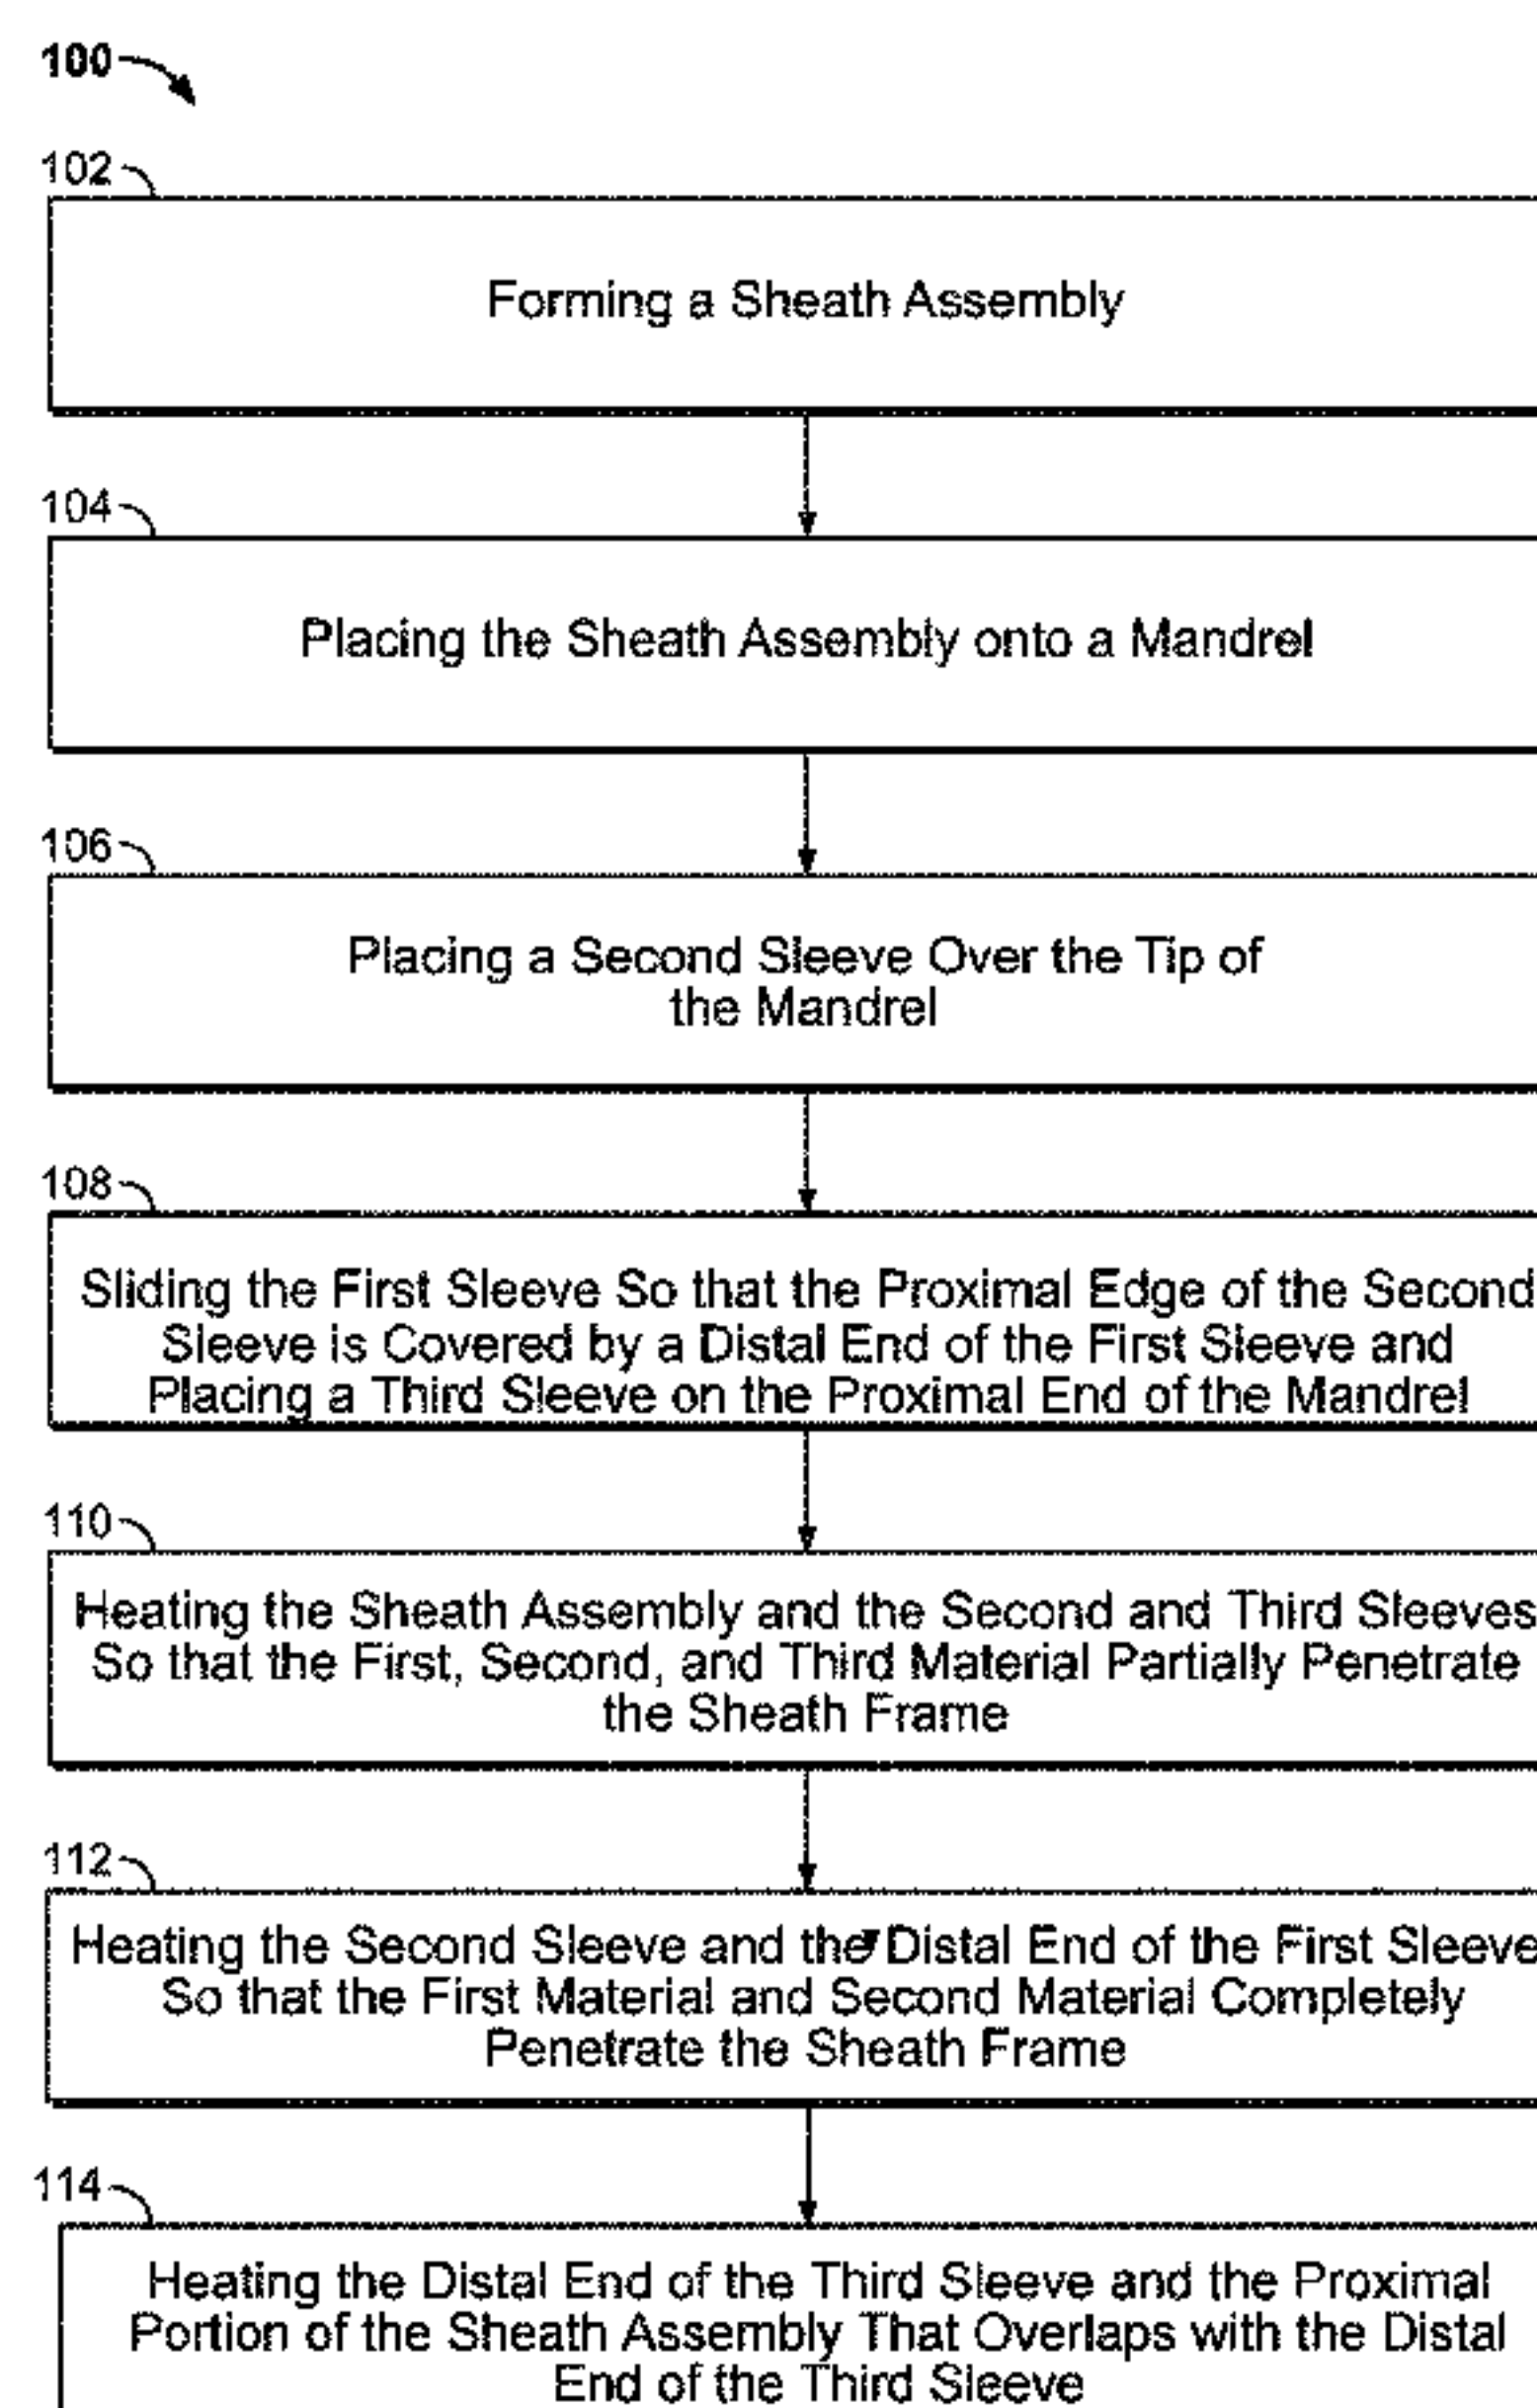 100
102
Forming a Sheath Assembly
104
Placing the Sheath Assembly onto a Mandrel
106
Placing a Second Sleeve Over the Tip of
the Mandrel
108
Sliding the First Sleeve So that the Proximal Edge of the Second
Sleeve is Covered by a Distal End of the First Sleeve and
Placing a Third Sleeve on the Proximal End of the Mandrel
110
Heating the Sheath Assembly and the Second and Third Sleeves
So that the First, Second, and Third Material Partially Penetrate
the Sheath Frame
112
Heating the Second Sleeve and the Distal End of the First Sleeve
So that the First Material and Second Material Completely
Penetrate the Sheath Frame
114
Heating the Distal End of the Third Sleeve and the Proximal
Portion of the Sheath Assembly That Overlaps with the Distal
End of the Third Sleeve